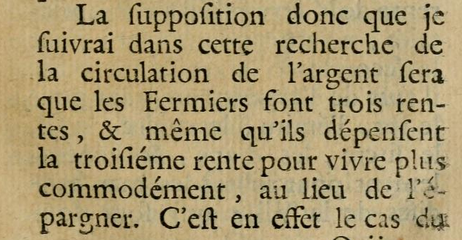 La ſuppoſition donc que je
ſuivrai dans cette recherche de
la circulation de l'argent ſera
que les Fermiers font trois ren-
tes, & même qu'ils dépenſent
la troiſiéme rente pour vivre plus
commodément, au lieu de l'é-
pargner. C'eſt en effet le cas du